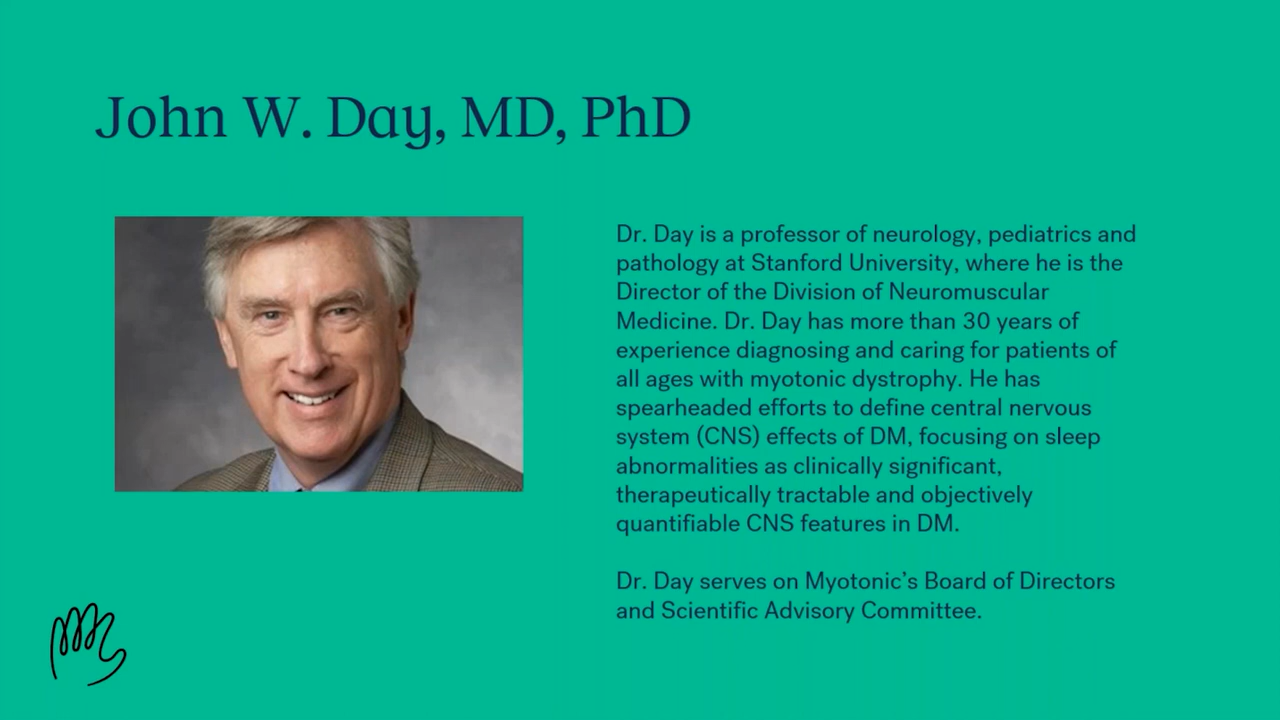 John W. Day, MD, PhD
Dr. Day is a professor of neurology, pediatrics and
pathology at Stanford University, where he is the
Director of the Division of Neuromuscular
Medicine. Dr. Day has more than 30 years of
experience diagnosing and caring for patients of
all ages with myotonic dystrophy. He has
spearheaded efforts to define central nervous
system (CNS) effects of DM, focusing on sleep
abnormalities as clinically significant,
therapeutically tractable and objectively
quantifiable CNS features in DM.
Dr. Day serves on Myotonic’s Board of Directors
and Scientific Advisory Committee.